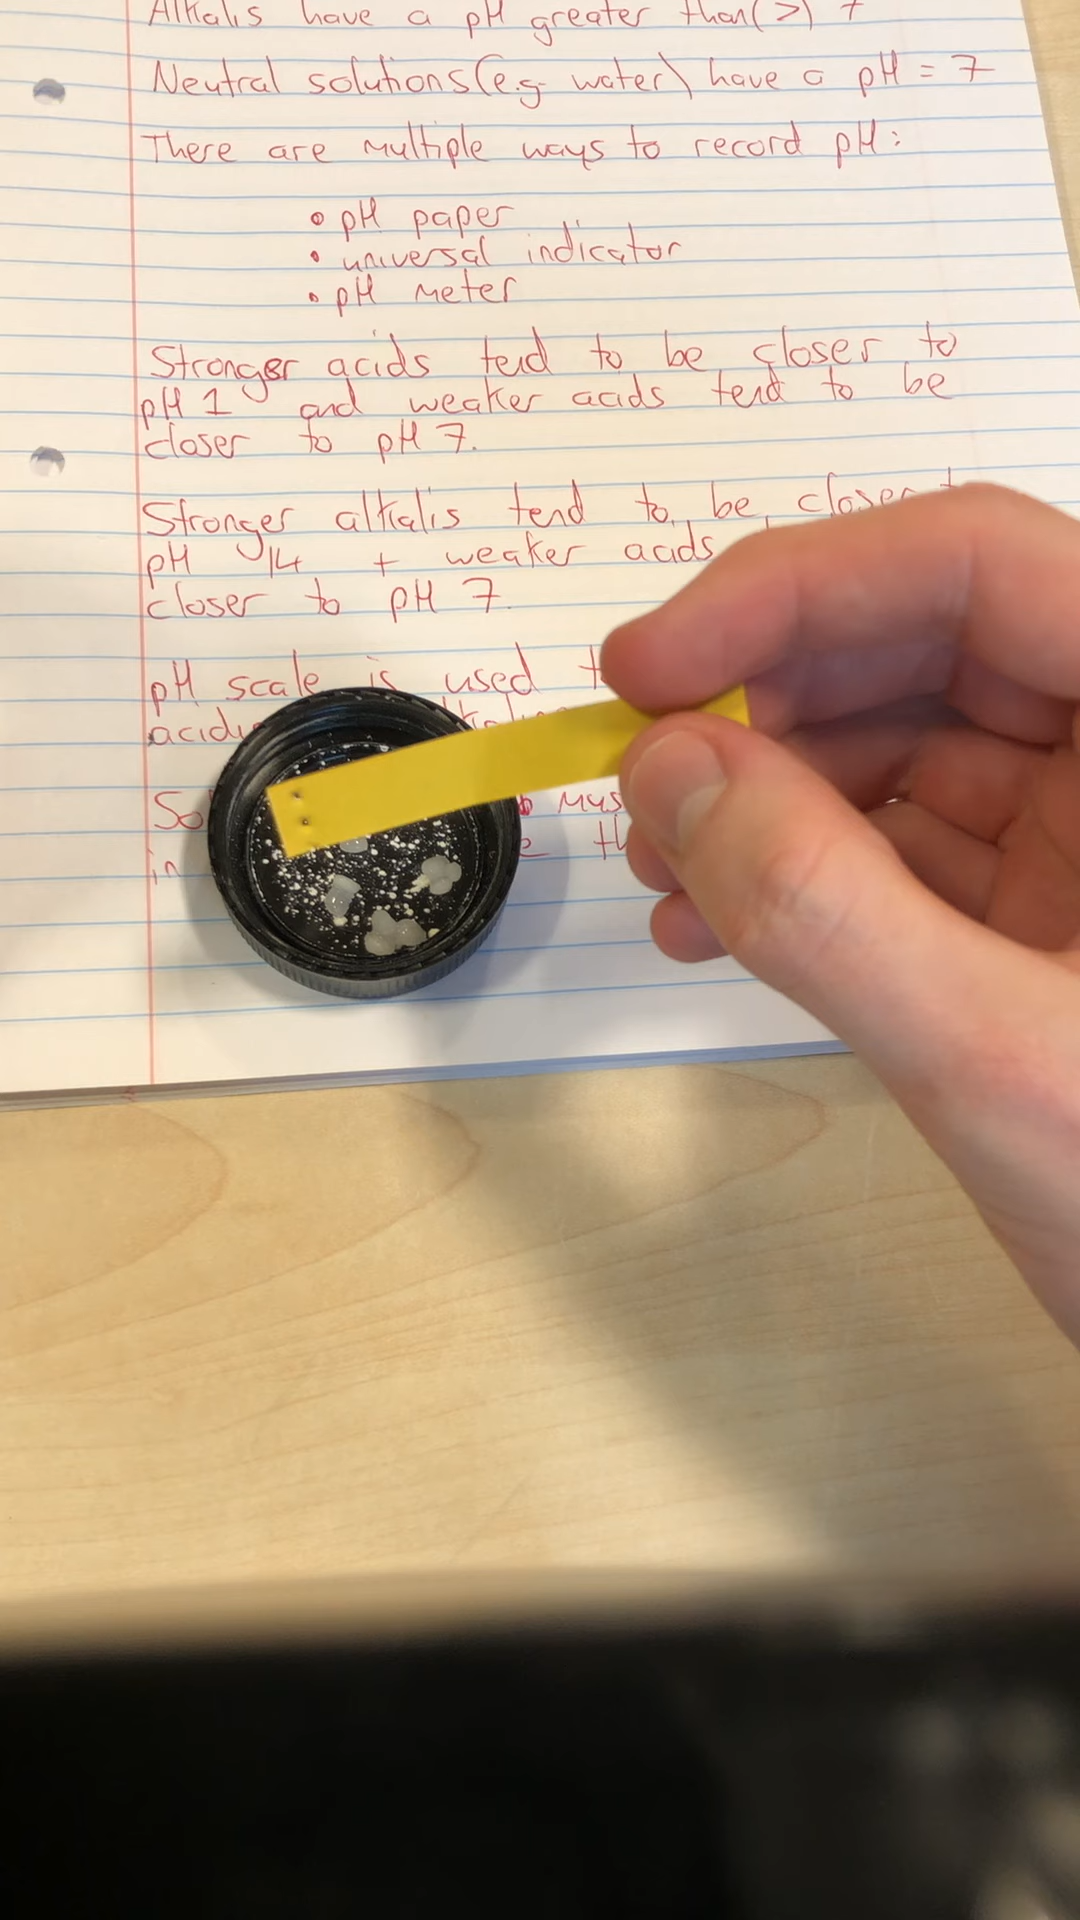 Alkalis have a pH greater than (>) 7
Neutral solutions (e.g. water) have a pH = 7
There are multiple ways to record pH:
• pH paper
• universal indicator
• pH meter
Stronger acids tend to be closer to
pH 1 and weaker acids tend to be
closer to pH 7.
Stronger alkalis tend to be closer
pH 14 + weaker acids
closer to pH 7.
pH scale is used
So
in